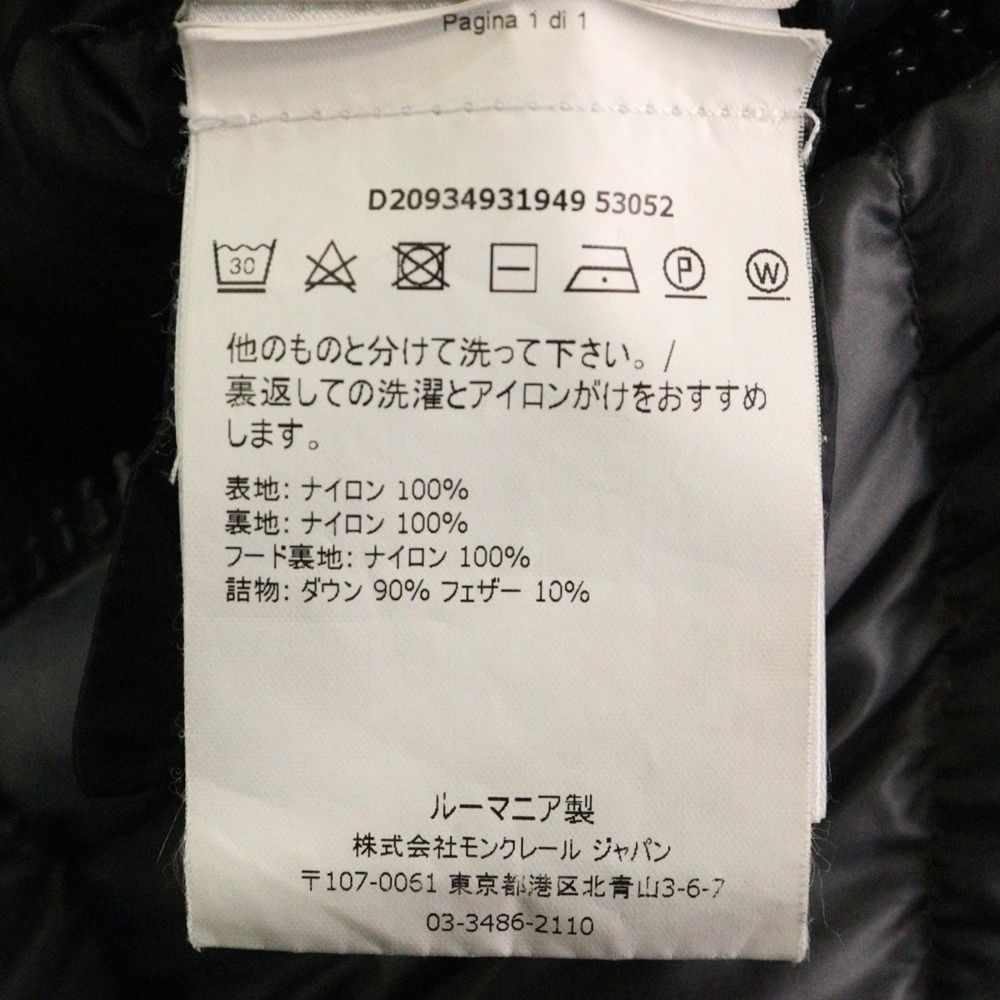 Pagina 1 di 1
D20934931949 53052
30 P W
他のものと分けて洗って下さい。/
裏返しての洗濯とアイロンがけをおすすめ
します。
表地: ナイロン 100%
裏地: ナイロン 100%
フード裏地: ナイロン 100%
詰物: ダウン 90% フェザー 10%
ルーマニア製
株式会社モンクレール ジャパン
〒107-0061 東京都港区北青山3-6-7
03-3486-2110